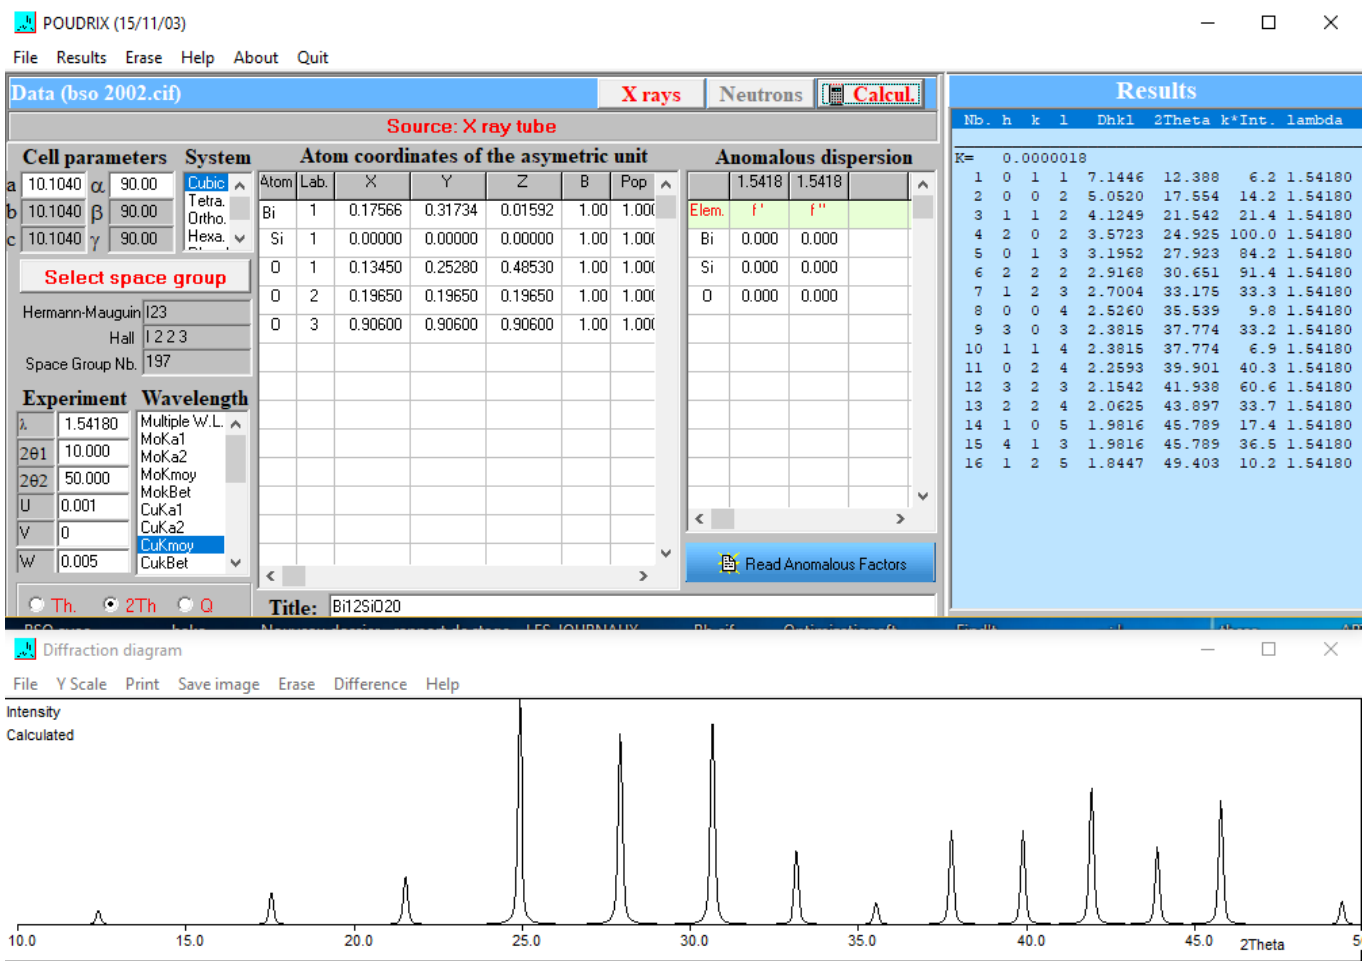 POUDRIX (15/11/03)
File Results Erase Help About Quit
Data (bso 2002.cif) X rays Neutrons Calcul.
Source: X ray tube
Cell parameters System
a 10.1040 α 90.00 Cubic
b 10.1040 β 90.00 Tetra.
Ortho.
c 10.1040 γ 90.00 Hexa.
Select space group
Hermann-Mauguin I23
Hall I 2 2 3
Space Group Nb. 197
Experiment Wavelength
λ 1.54180 Multiple W.L.
2θ1 10.000 MoKa1
MoKa2
2θ2 50.000 MoKmoy
MokBet
U 0.001 CuKa1
V 0 CuKa2
CuKmoy
W 0.005 CukBet
Th. 2Th Q
Atom coordinates of the asymetric unit
Atom Lab. X Y Z B Pop
Bi 1 0.17566 0.31734 0.01592 1.00 1.00
Si 1 0.00000 0.00000 0.00000 1.00 1.00
O 1 0.13450 0.25280 0.48530 1.00 1.00
O 2 0.19650 0.19650 0.19650 1.00 1.00
O 3 0.90600 0.90600 0.90600 1.00 1.00
Title: Bi12SiO20
Anomalous dispersion
1.5418 1.5418
Elem. f ' f ''
Bi 0.000 0.000
Si 0.000 0.000
O 0.000 0.000
Read Anomalous Factors
Results
Nb. h k l Dhkl 2Theta k*Int. lambda
K= 0.0000018
1 0 1 1 7.1446 12.388 6.2 1.54180
2 0 0 2 5.0520 17.554 14.2 1.54180
3 1 1 2 4.1249 21.542 21.4 1.54180
4 2 0 2 3.5723 24.925 100.0 1.54180
5 0 1 3 3.1952 27.923 84.2 1.54180
6 2 2 2 2.9168 30.651 91.4 1.54180
7 1 2 3 2.7004 33.175 33.3 1.54180
8 0 0 4 2.5260 35.539 9.8 1.54180
9 3 0 3 2.3815 37.774 33.2 1.54180
10 1 1 4 2.3815 37.774 6.9 1.54180
11 0 2 4 2.2593 39.901 40.3 1.54180
12 3 2 3 2.1542 41.938 60.6 1.54180
13 2 2 4 2.0625 43.897 33.7 1.54180
14 1 0 5 1.9816 45.789 17.4 1.54180
15 4 1 3 1.9816 45.789 36.5 1.54180
16 1 2 5 1.8447 49.403 10.2 1.54180
Diffraction diagram
File Y Scale Print Save image Erase Difference Help
Intensity
Calculated
10.0 15.0 20.0 25.0 30.0 35.0 40.0 45.0 2Theta 5